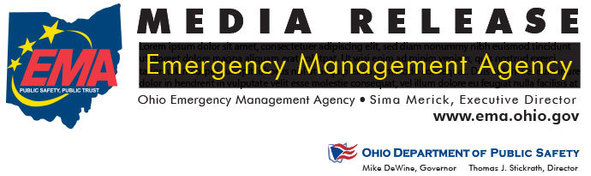 MEDIA RELEASE
EMA
PUBLIC SAFETY, PUBLIC TRUST
Lorem ipsum dolor sit amet, consectetur adipiscing elit, sed diam nonummy nibh euismod tincidunt
Emergency Management Agency
dolor in hendrerit in vulputate velit esse molestie consequat, vel illum dolore eu feugiat nulla facilisis at
Ohio Emergency Management Agency • Sima Merick, Executive Director
www.ema.ohio.gov
OHIO DEPARTMENT OF PUBLIC SAFETY
Mike DeWine, Governor Thomas J. Stickrath, Director